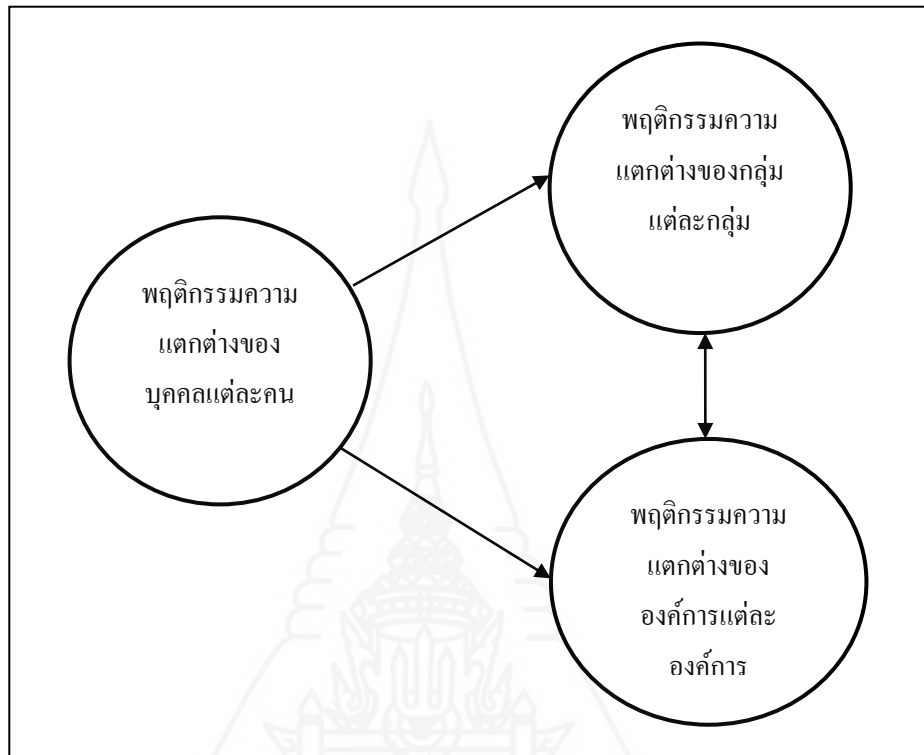 พฤติกรรมความ
แตกต่างของกลุ่ม
แต่ละกลุ่ม
พฤติกรรมความ
แตกต่างของ
บุคคลแต่ละคน
พฤติกรรมความ
แตกต่างของ
องค์การแต่ละ
องค์การ